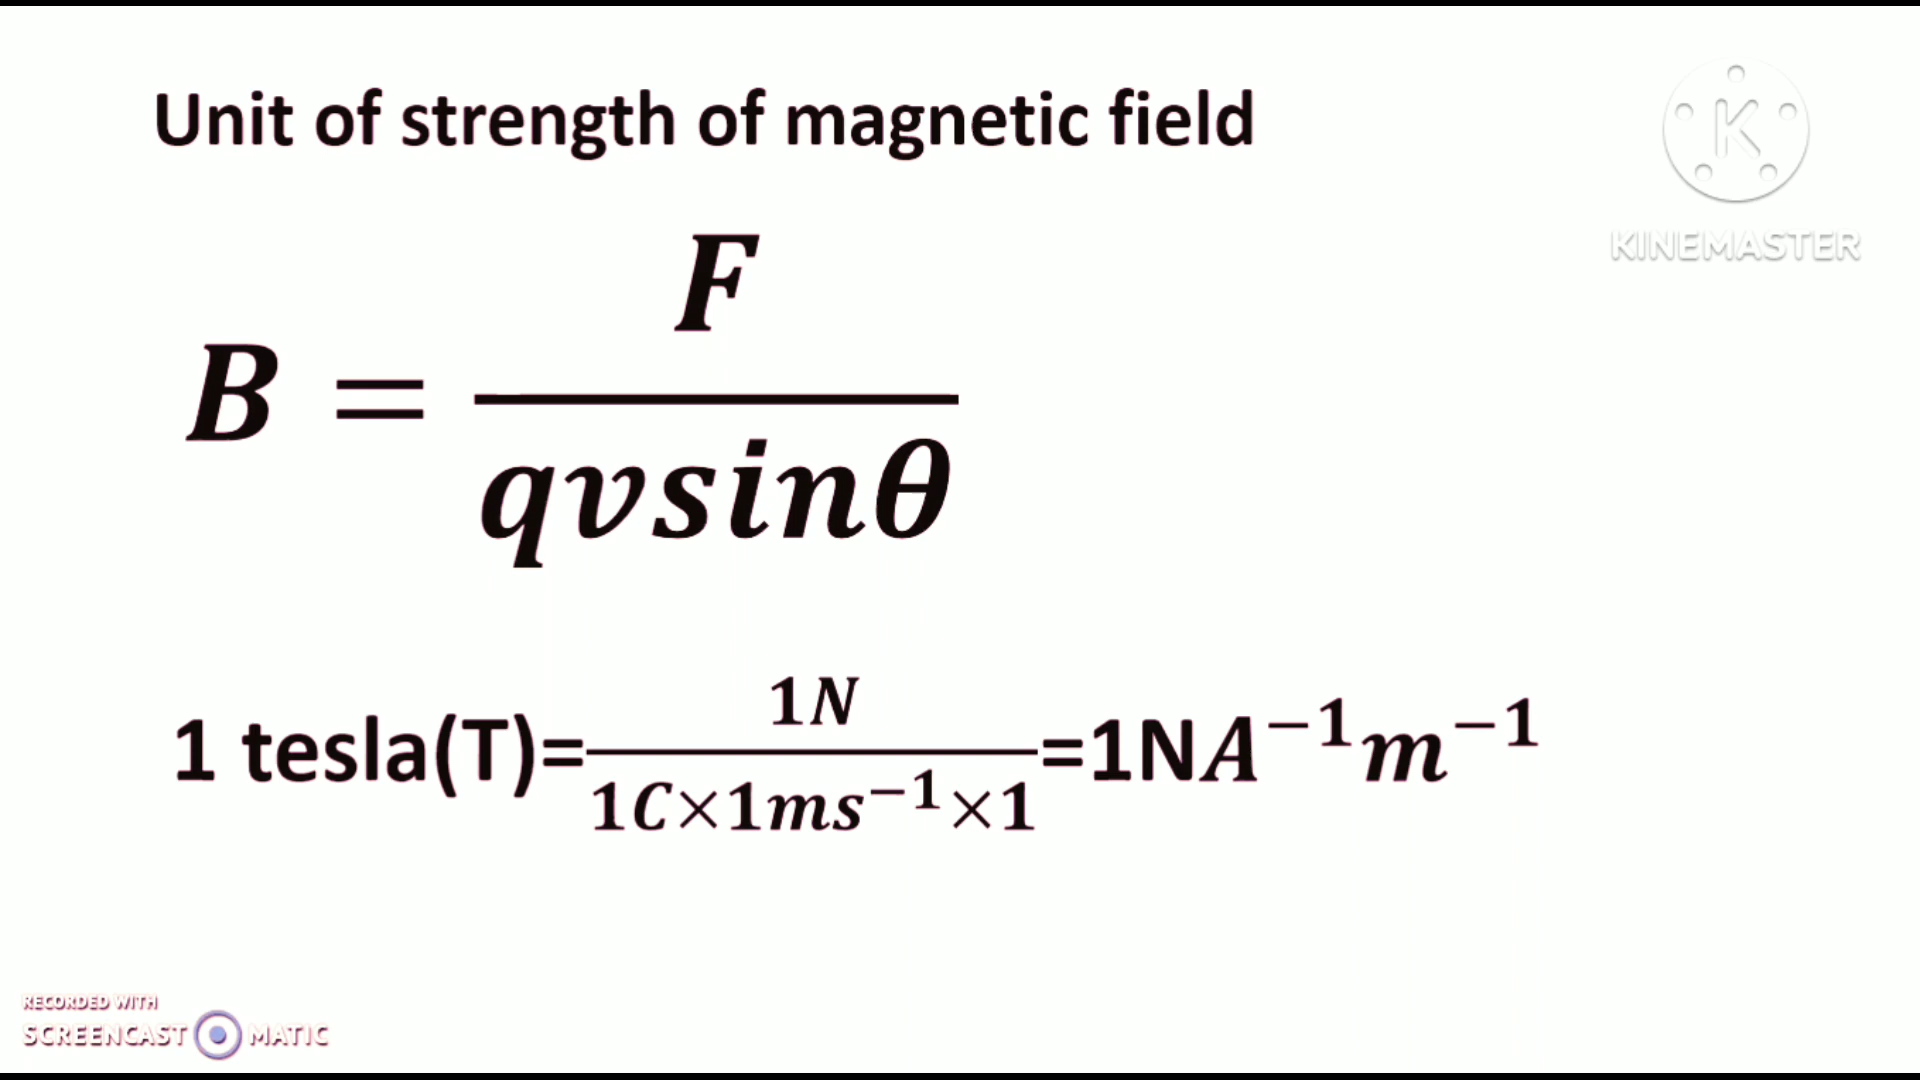 Unit of strength of magnetic field
K
KINEMASTER
B = F / qvsinθ
1 tesla(T)= 1N / 1C×1ms⁻¹×1 =1NA⁻¹m⁻¹
RECORDED WITH
SCREENCAST MATIC